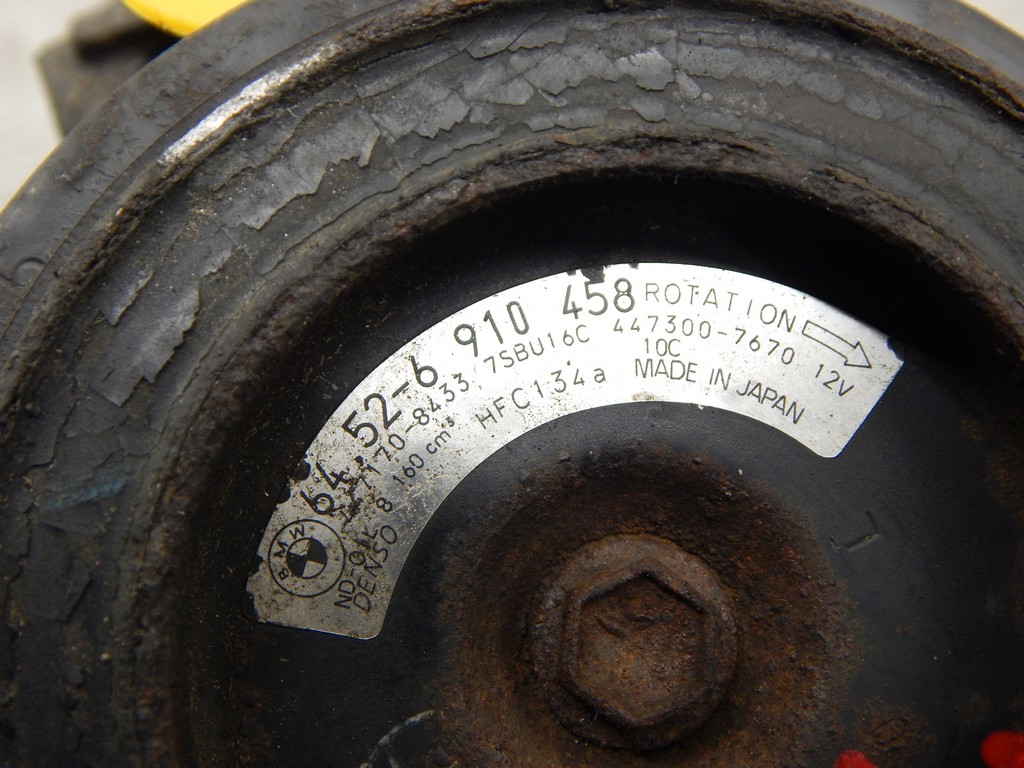 BMW 64.52-6 910 458 ROTATION
7170-8433 7SBU16C 447300-7670 12V
ND-OIL 8 160 cm³ HFC134a 10C
DENSO MADE IN JAPAN